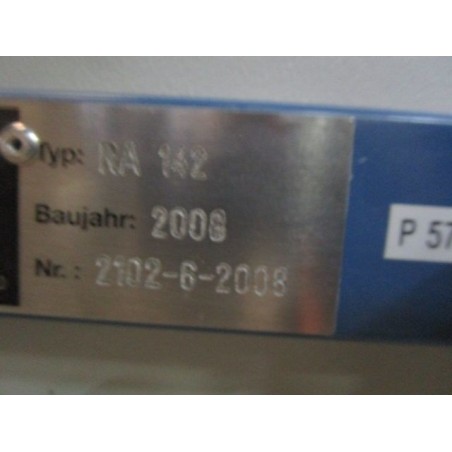 Typ: RA 142
Baujahr: 2008
Nr.: 2102-6-2008
P 57